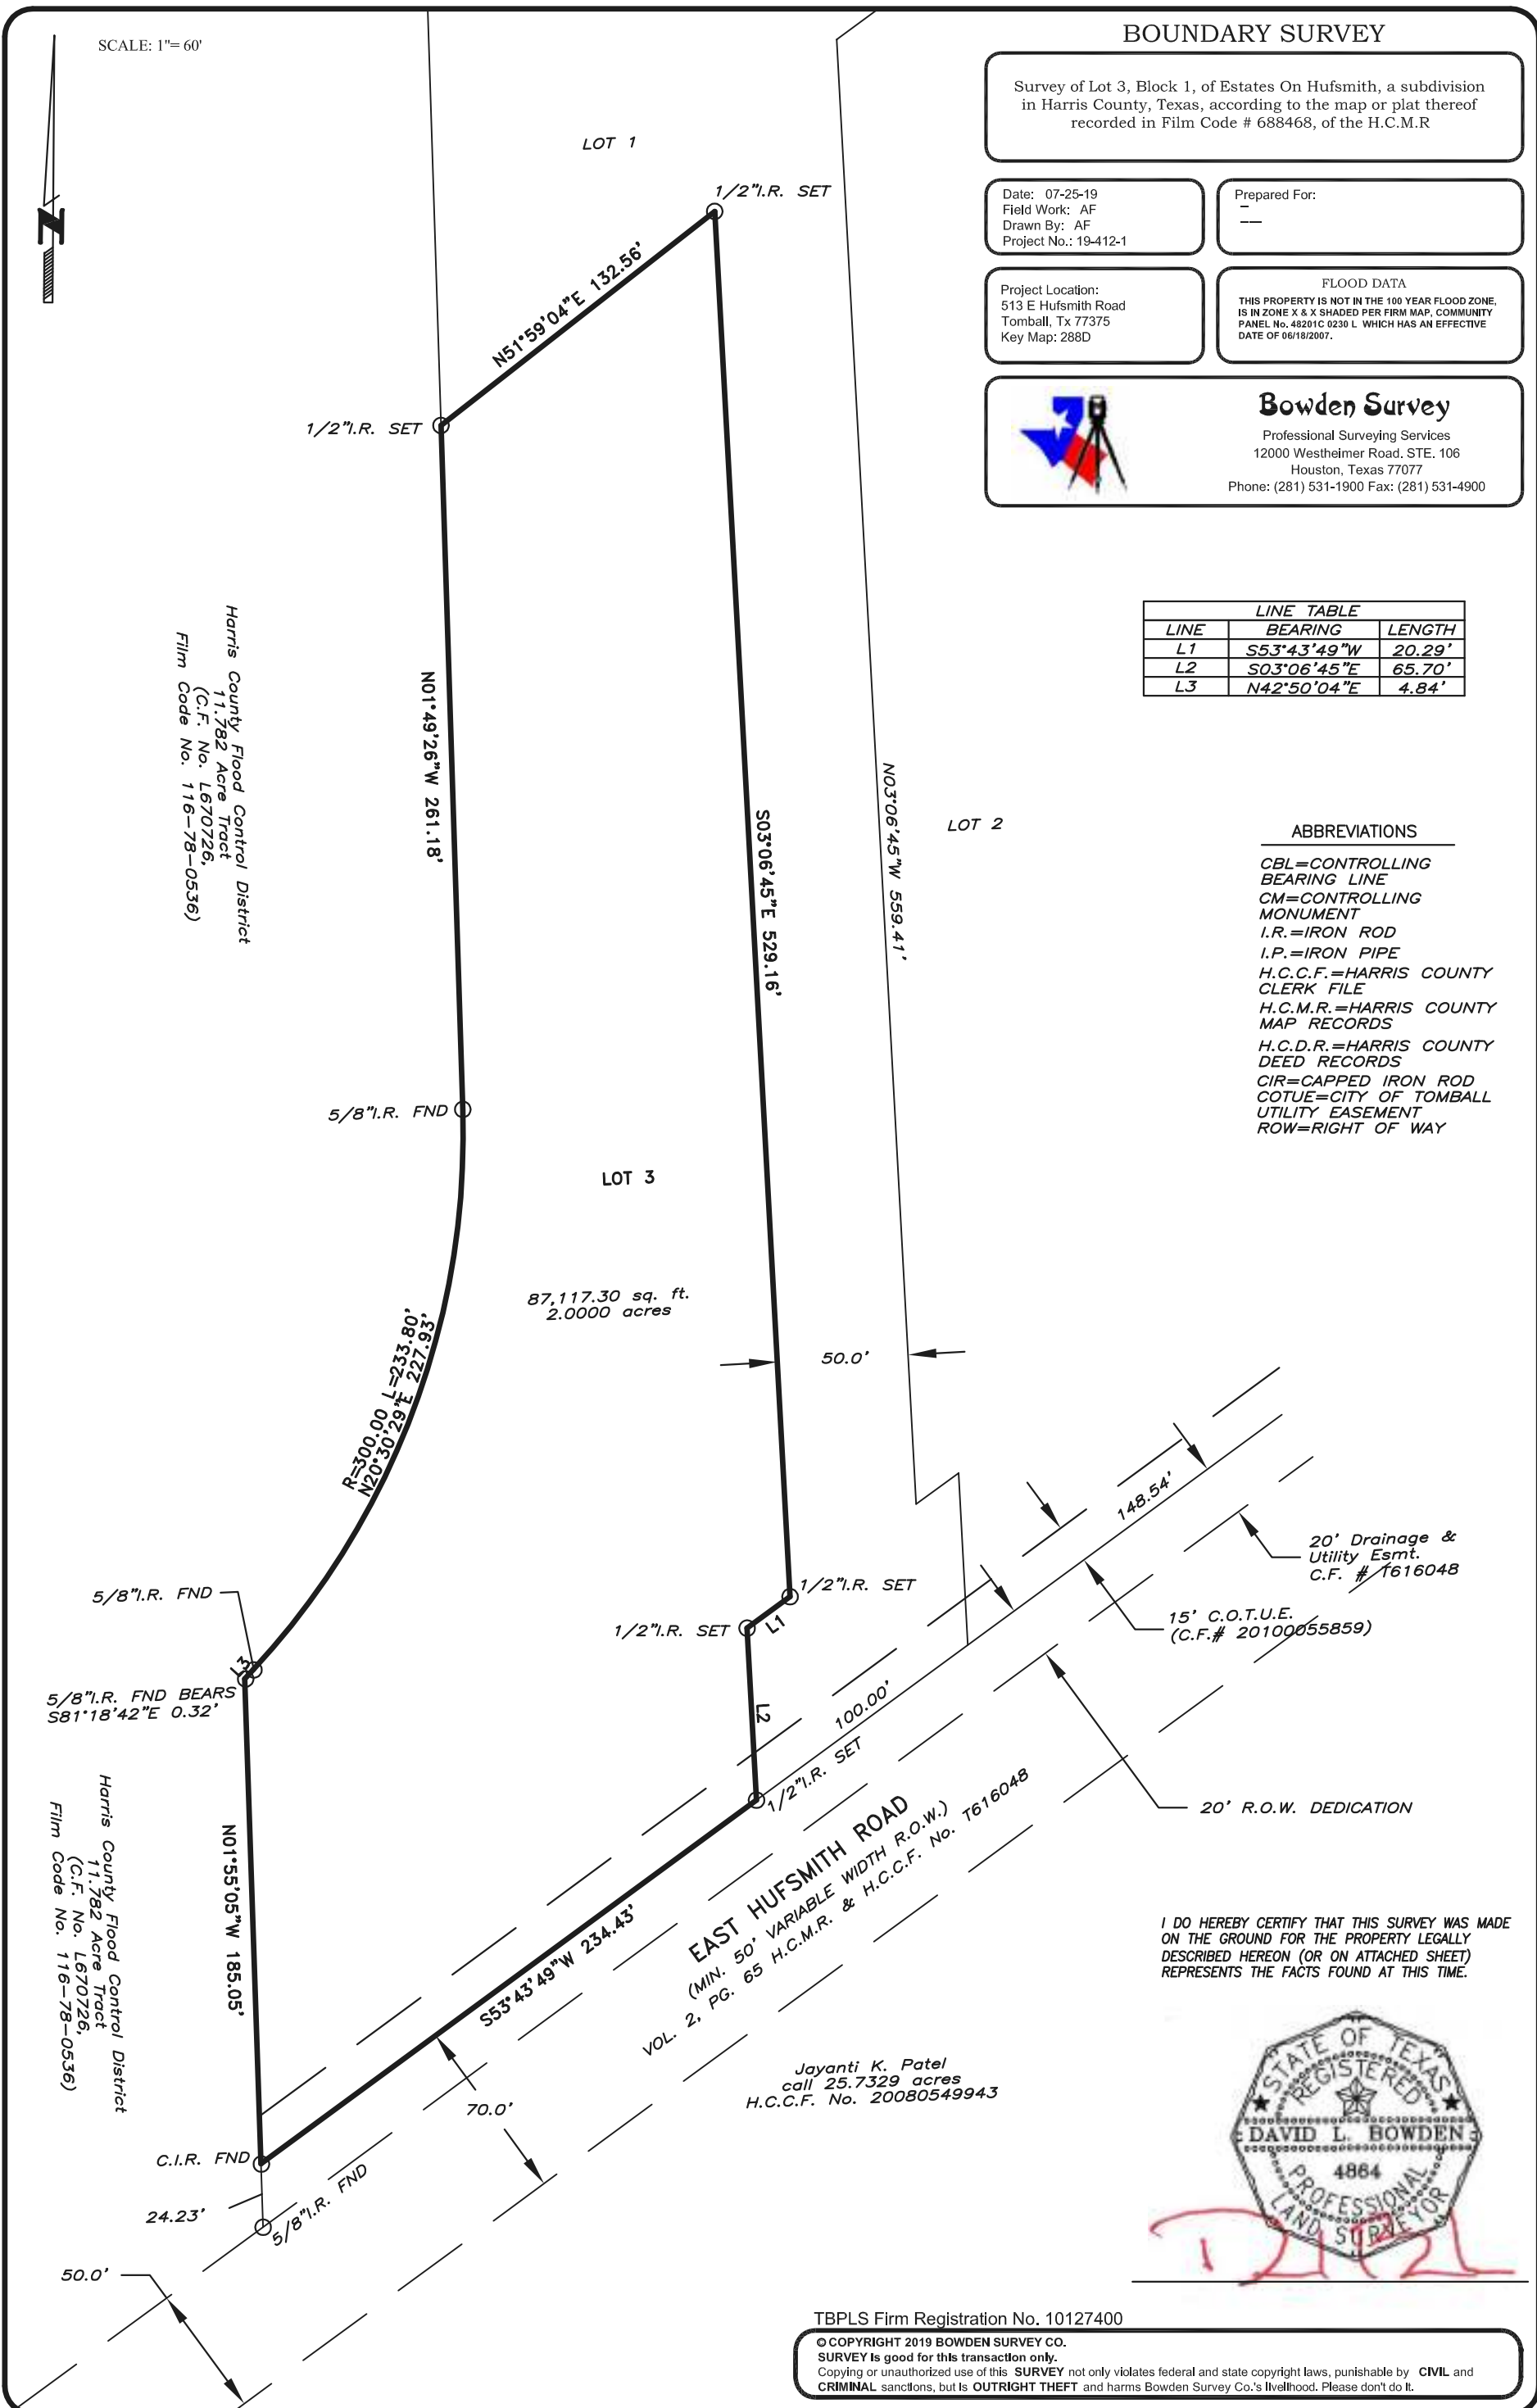 SCALE: 1"= 60'
N
BOUNDARY SURVEY
Survey of Lot 3, Block 1, of Estates On Hufsmith, a subdivision
in Harris County, Texas, according to the map or plat thereof
recorded in Film Code # 688468, of the H.C.M.R
Date: 07-25-19
Field Work: AF
Drawn By: AF
Project No.: 19-412-1
Prepared For:
–
—
Project Location:
513 E Hufsmith Road
Tomball, Tx 77375
Key Map: 288D
FLOOD DATA
THIS PROPERTY IS NOT IN THE 100 YEAR FLOOD ZONE,
IS IN ZONE X & X SHADED PER FIRM MAP, COMMUNITY
PANEL No. 48201C 0230 L WHICH HAS AN EFFECTIVE
DATE OF 06/18/2007.
Bowden Survey
Professional Surveying Services
12000 Westheimer Road. STE. 106
Houston, Texas 77077
Phone: (281) 531-1900 Fax: (281) 531-4900
LINE TABLE
LINE BEARING LENGTH
L1 S53°43'49"W 20.29'
L2 S03°06'45"E 65.70'
L3 N42°50'04"E 4.84'
ABBREVIATIONS
CBL=CONTROLLING
BEARING LINE
CM=CONTROLLING
MONUMENT
I.R.=IRON ROD
I.P.=IRON PIPE
H.C.C.F.=HARRIS COUNTY
CLERK FILE
H.C.M.R.=HARRIS COUNTY
MAP RECORDS
H.C.D.R.=HARRIS COUNTY
DEED RECORDS
CIR=CAPPED IRON ROD
COTUE=CITY OF TOMBALL
UTILITY EASEMENT
ROW=RIGHT OF WAY
LOT 1
1/2"I.R. SET
N51°59'04"E 132.56'
1/2"I.R. SET
Harris County Flood Control District
11.782 Acre Tract
(C.F. No. L670726,
Film Code No. 116-78-0536)
N01°49'26"W 261.18'
S03°06'45"E 529.16'
N03°06'45"W 559.41'
LOT 2
5/8"I.R. FND
LOT 3
87,117.30 sq. ft.
2.0000 acres
50.0'
R=300.00 L=233.80'
N20°30'29"E 227.93'
148.54'
20' Drainage &
Utility Esmt.
C.F. # T616048
5/8"I.R. FND
1/2"I.R. SET
1/2"I.R. SET
L1
15' C.O.T.U.E.
(C.F.# 20100055859)
L3
5/8"I.R. FND BEARS
S81°18'42"E 0.32'
L2
100.00'
1/2"I.R. SET
20' R.O.W. DEDICATION
Harris County Flood Control District
11.782 Acre Tract
(C.F. No. L670726,
Film Code No. 116-78-0536)
N01°55'05"W 185.05'
S53°43'49"W 234.43'
EAST HUFSMITH ROAD
(MIN. 50' VARIABLE WIDTH R.O.W.)
VOL. 2, PG. 65 H.C.M.R. & H.C.C.F. No. T616048
Jayanti K. Patel
call 25.7329 acres
H.C.C.F. No. 20080549943
70.0'
C.I.R. FND
24.23'
5/8"I.R. FND
50.0'
I DO HEREBY CERTIFY THAT THIS SURVEY WAS MADE
ON THE GROUND FOR THE PROPERTY LEGALLY
DESCRIBED HEREON (OR ON ATTACHED SHEET)
REPRESENTS THE FACTS FOUND AT THIS TIME.
STATE OF TEXAS
REGISTERED
DAVID L. BOWDEN
4864
PROFESSIONAL
LAND SURVEYOR
TBPLS Firm Registration No. 10127400
© COPYRIGHT 2019 BOWDEN SURVEY CO.
SURVEY is good for this transaction only.
Copying or unauthorized use of this SURVEY not only violates federal and state copyright laws, punishable by CIVIL and
CRIMINAL sanctions, but is OUTRIGHT THEFT and harms Bowden Survey Co.'s livelihood. Please don't do it.